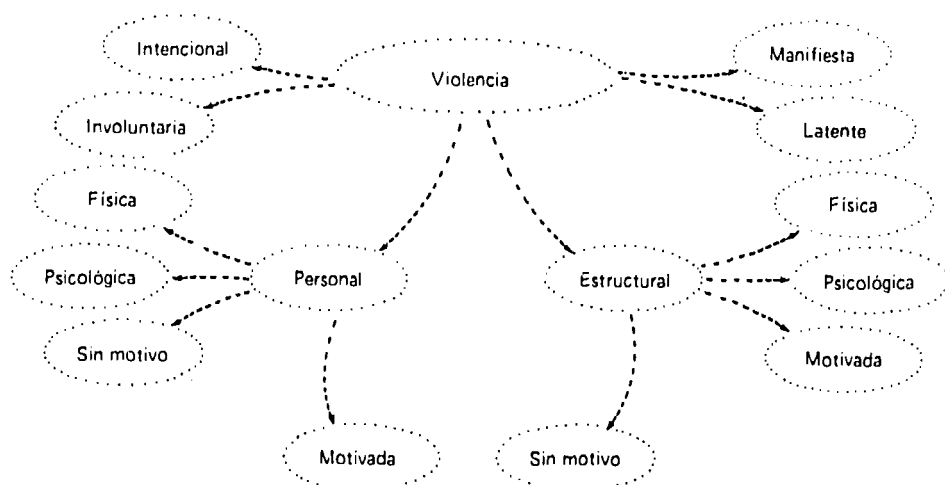 Intencional
Violencia
Manifiesta
Involuntaria
Latente
Física
Física
Psicológica
Personal
Estructural
Psicológica
Sin motivo
Motivada
Motivada
Sin motivo